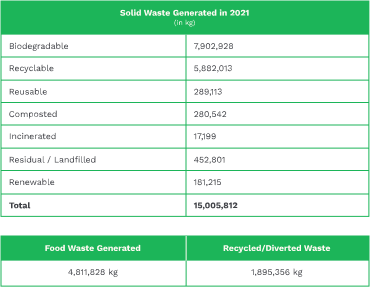 Solid Waste Generated in 2021
(in kg)
Biodegradable 7,902,928
Recyclable 5,882,013
Reusable 289,113
Composted 280,542
Incinerated 17,199
Residual / Landfilled 452,801
Renewable 181,215
Total 15,005,812
Food Waste Generated Recycled/Diverted Waste
4,811,828 kg 1,895,356 kg